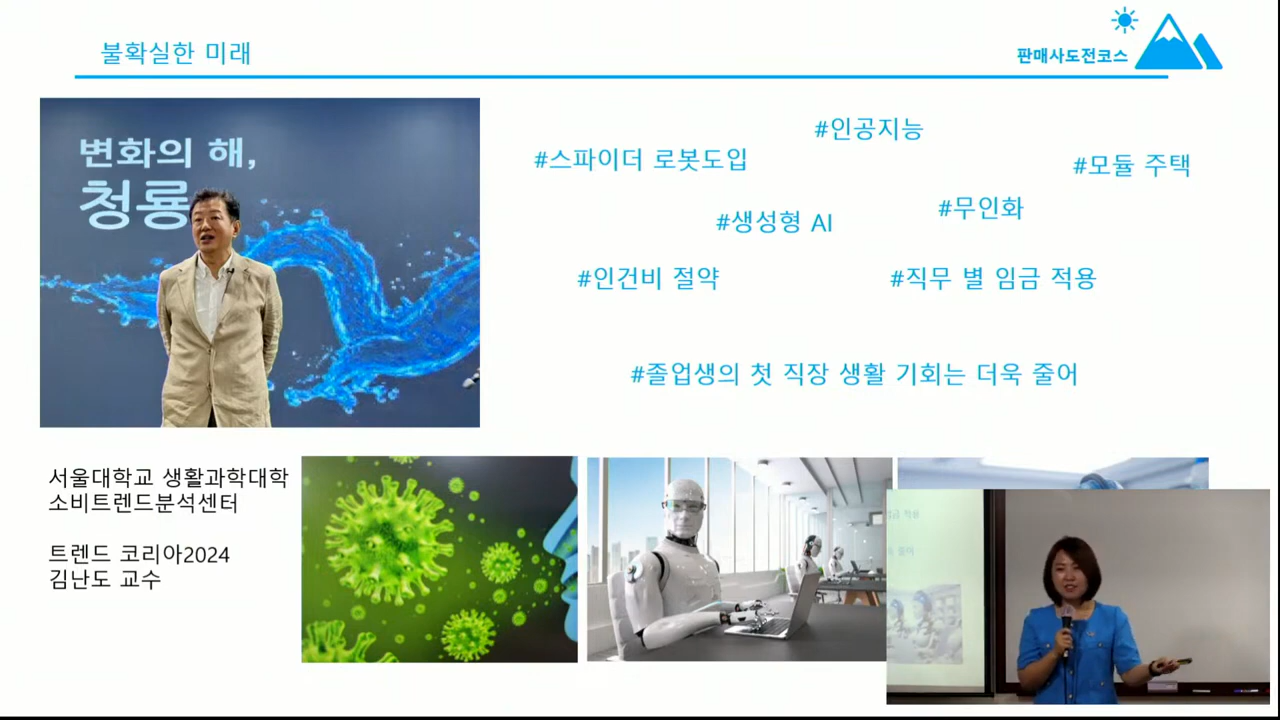 불확실한 미래
판매사도전코스
변화의 해,
청룡
#인공지능
#스파이더 로봇도입
#모듈 주택
#무인화
#생성형 AI
#인건비 절약
#직무 별 임금 적용
#졸업생의 첫 직장 생활 기회는 더욱 줄어
서울대학교 생활과학대학
소비트렌드분석센터
트렌드 코리아2024
김난도 교수